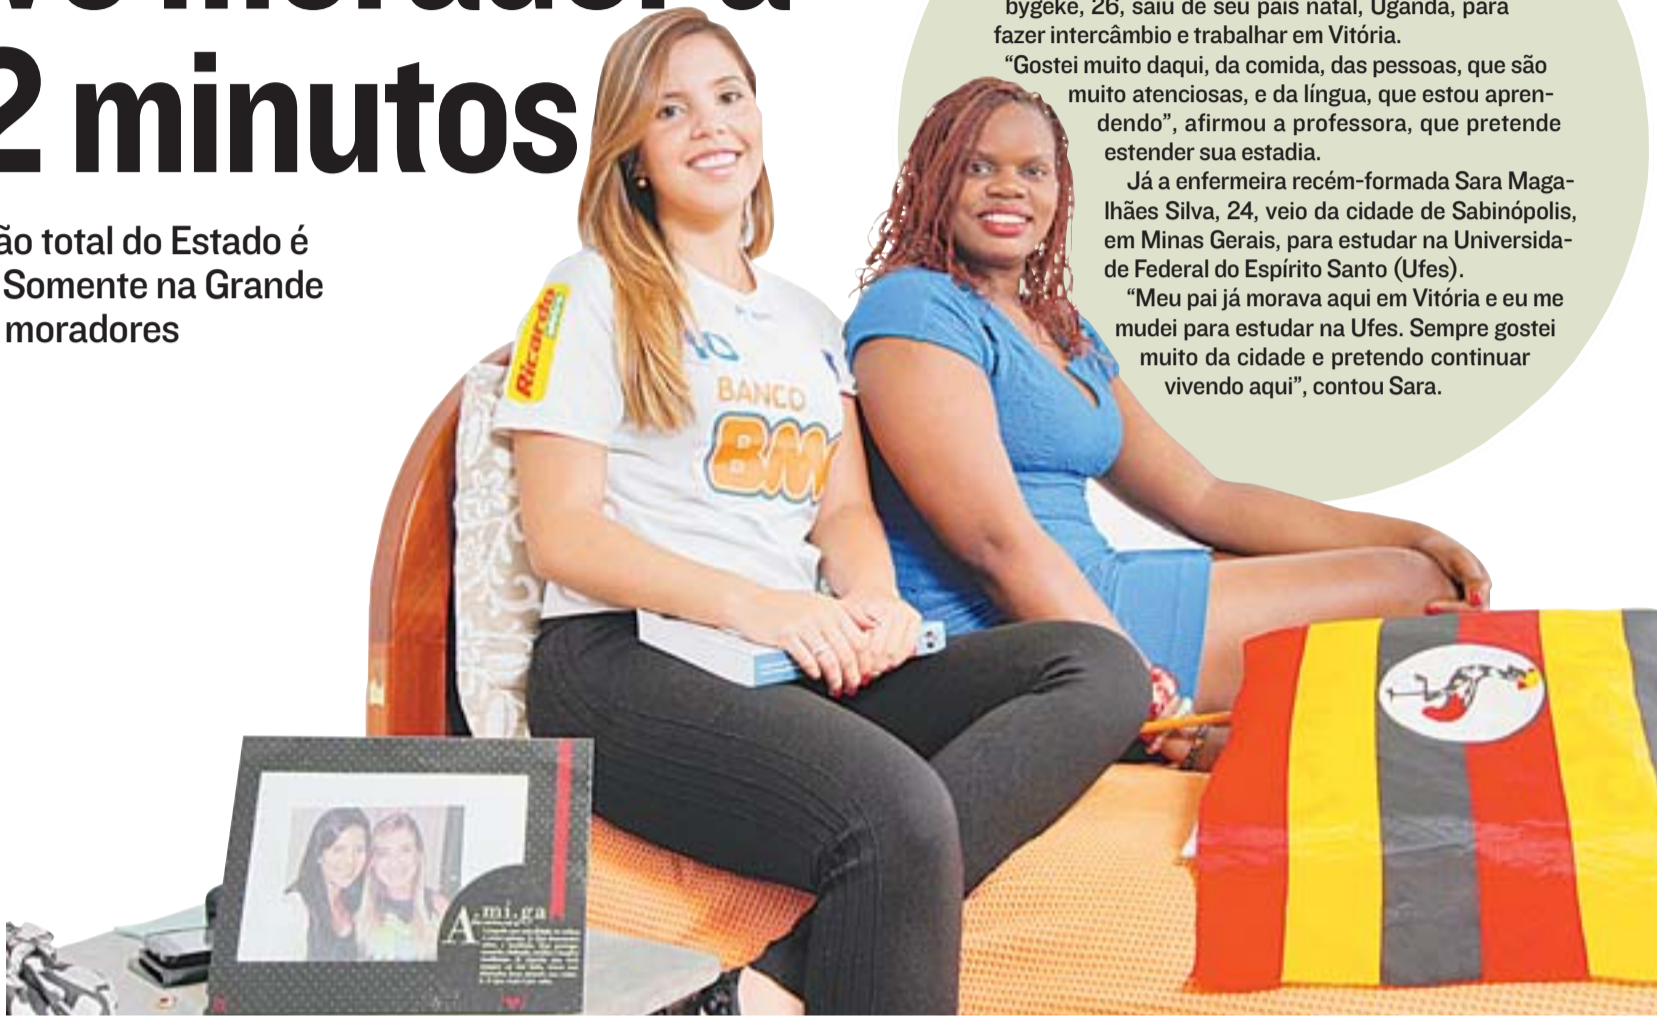 2 minutos
ão total do Estado é
Somente na Grande
moradores
bygeke, 26, saiu de seu país natal, Uganda, para
fazer intercâmbio e trabalhar em Vitória.
“Gostei muito daqui, da comida, das pessoas, que são
muito atenciosas, e da língua, que estou apren-
dendo”, afirmou a professora, que pretende
estender sua estadia.
Já a enfermeira recém-formada Sara Maga-
lhães Silva, 24, veio da cidade de Sabinópolis,
em Minas Gerais, para estudar na Universida-
de Federal do Espírito Santo (Ufes).
“Meu pai já morava aqui em Vitória e eu me
mudei para estudar na Ufes. Sempre gostei
muito da cidade e pretendo continuar
vivendo aqui”, contou Sara.
Ricardo
10
BANCO
BM
Amí.ga